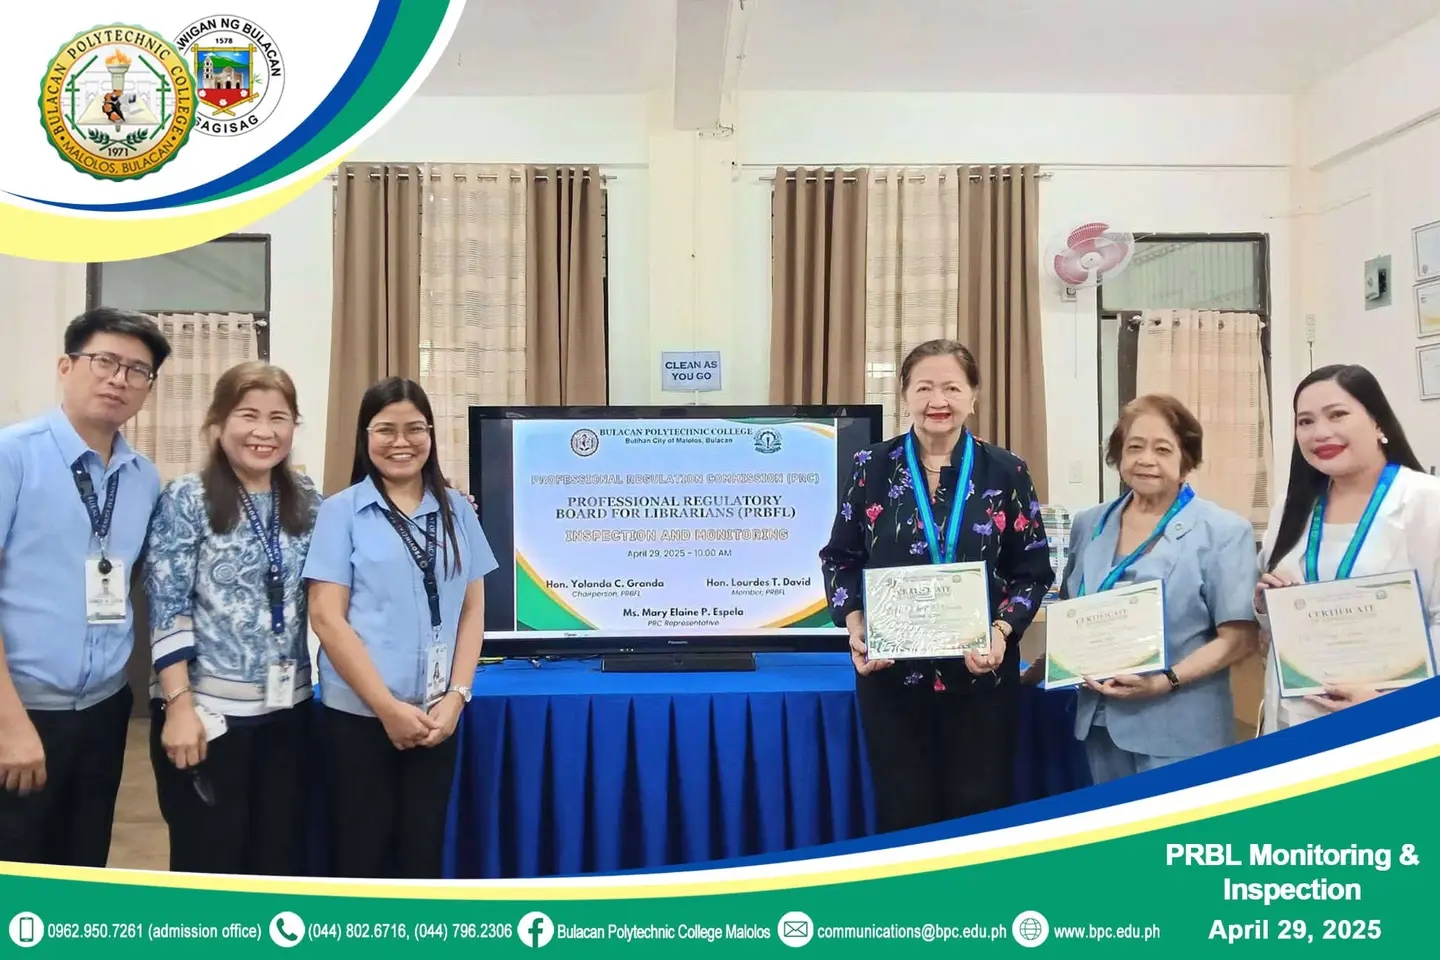 BULACAN POLYTECHNIC COLLEGE
1971
MALOLOS, BULACAN
WIGAN NG BULACAN
1578
SAGISAG
CLEAN AS
YOU GO
BULACAN POLYTECHNIC COLLEGE
Bulihan City of Malolos, Bulacan
PROFESSIONAL REGULATION COMMISSION (PRC)
PROFESSIONAL REGULATORY
BOARD FOR LIBRARIANS (PRBFL)
INSPECTION AND MONITORING
April 29, 2025 - 10:00 AM
Hon. Yolanda C. Granda
Chairperson, PRBFL
Hon. Lourdes T. David
Member, PRBFL
Ms. Mary Elaine P. Espela
PRC Representative
CERTIFICATE
CERTIFICATE
CERTIFICATE
PRBL Monitoring &
Inspection
April 29, 2025
0962.950.7261 (admission office)
(044) 802.6716, (044) 796.2306
Bulacan Polytechnic College Malolos
communications@bpc.edu.ph
www.bpc.edu.ph